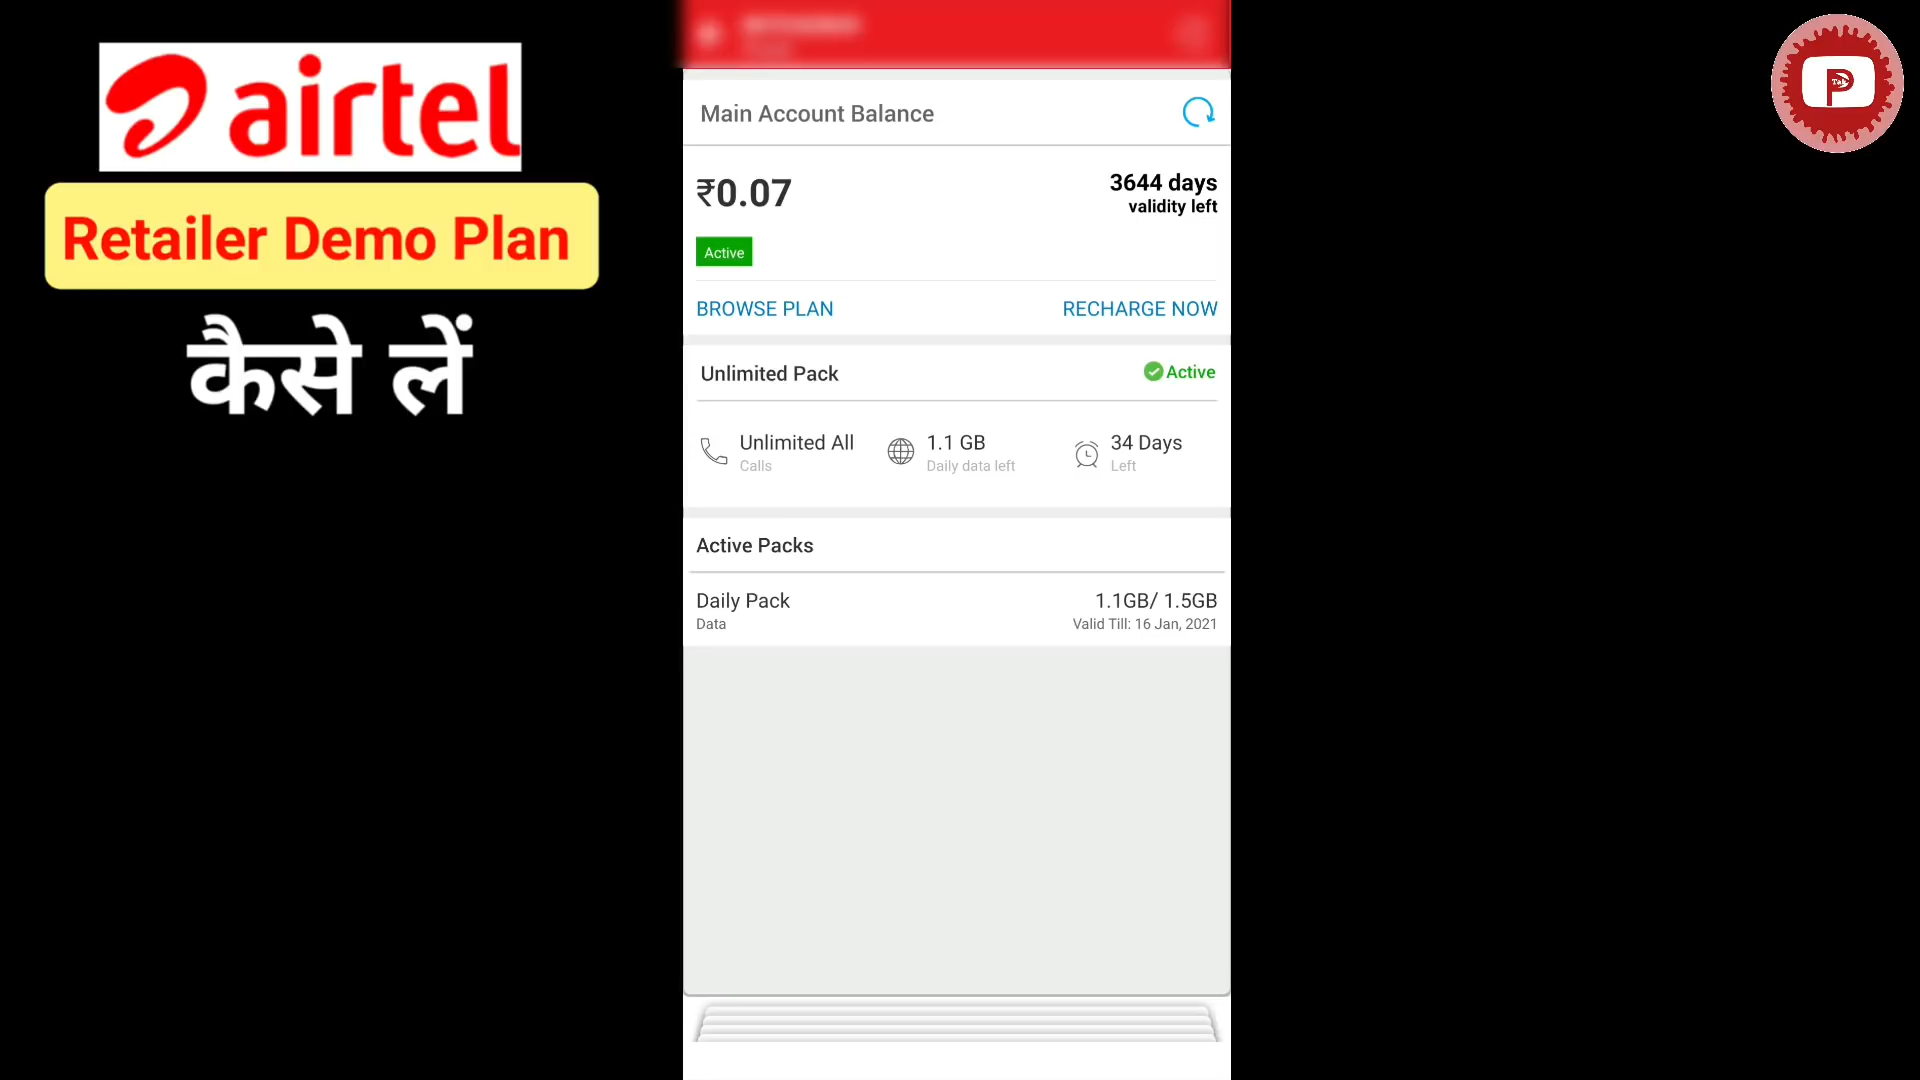 airtel
Retailer Demo Plan
कैसे लें
Main Account Balance
₹0.07
3644 days
validity left
Active
BROWSE PLAN
RECHARGE NOW
Unlimited Pack
Active
Unlimited All
Calls
1.1 GB
Daily data left
34 Days
Left
Active Packs
Daily Pack
1.1GB/ 1.5GB
Data
Valid Till: 16 Jan, 2021
P
Tak